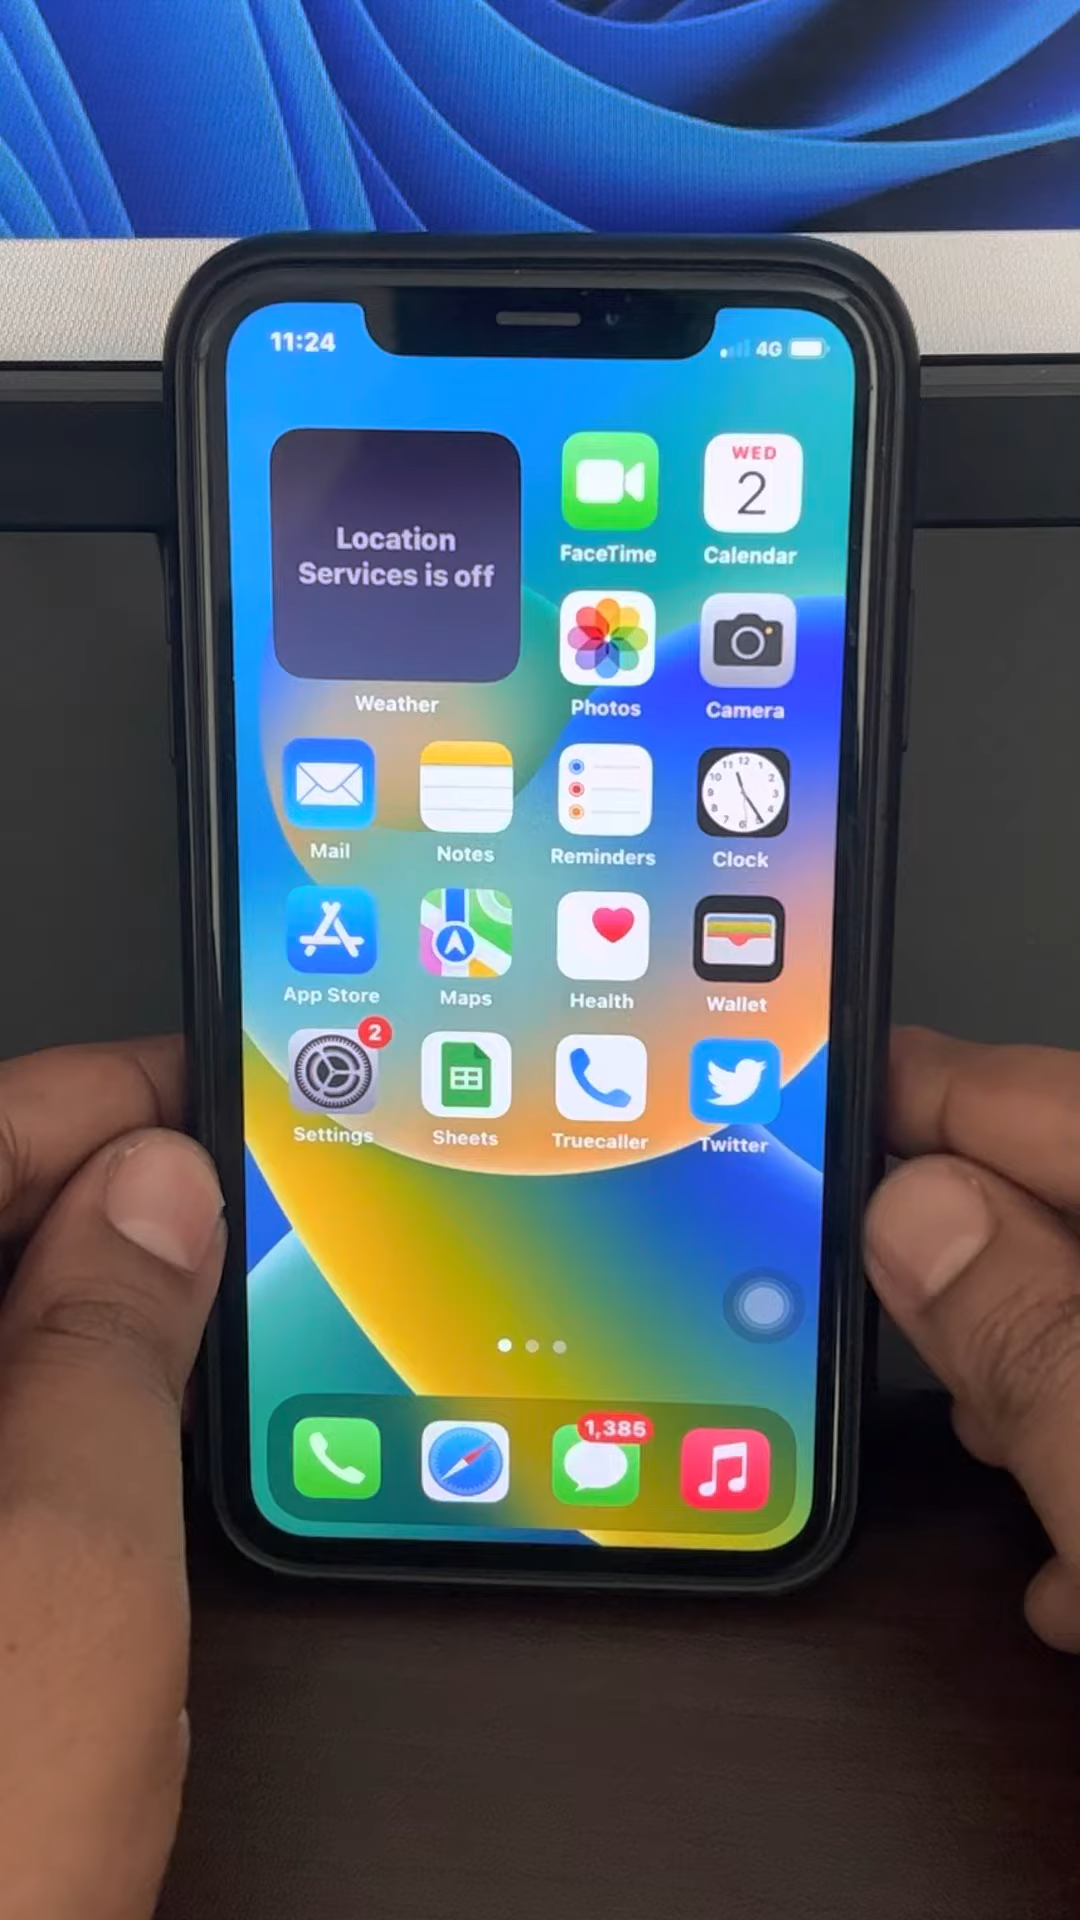 11:24
4G
Location
Services is off
Weather
FaceTime
WED
2
Calendar
Photos
Camera
Mail
Notes
Reminders
Clock
App Store
Maps
Health
Wallet
2
Settings
Sheets
Truecaller
Twitter
1,385